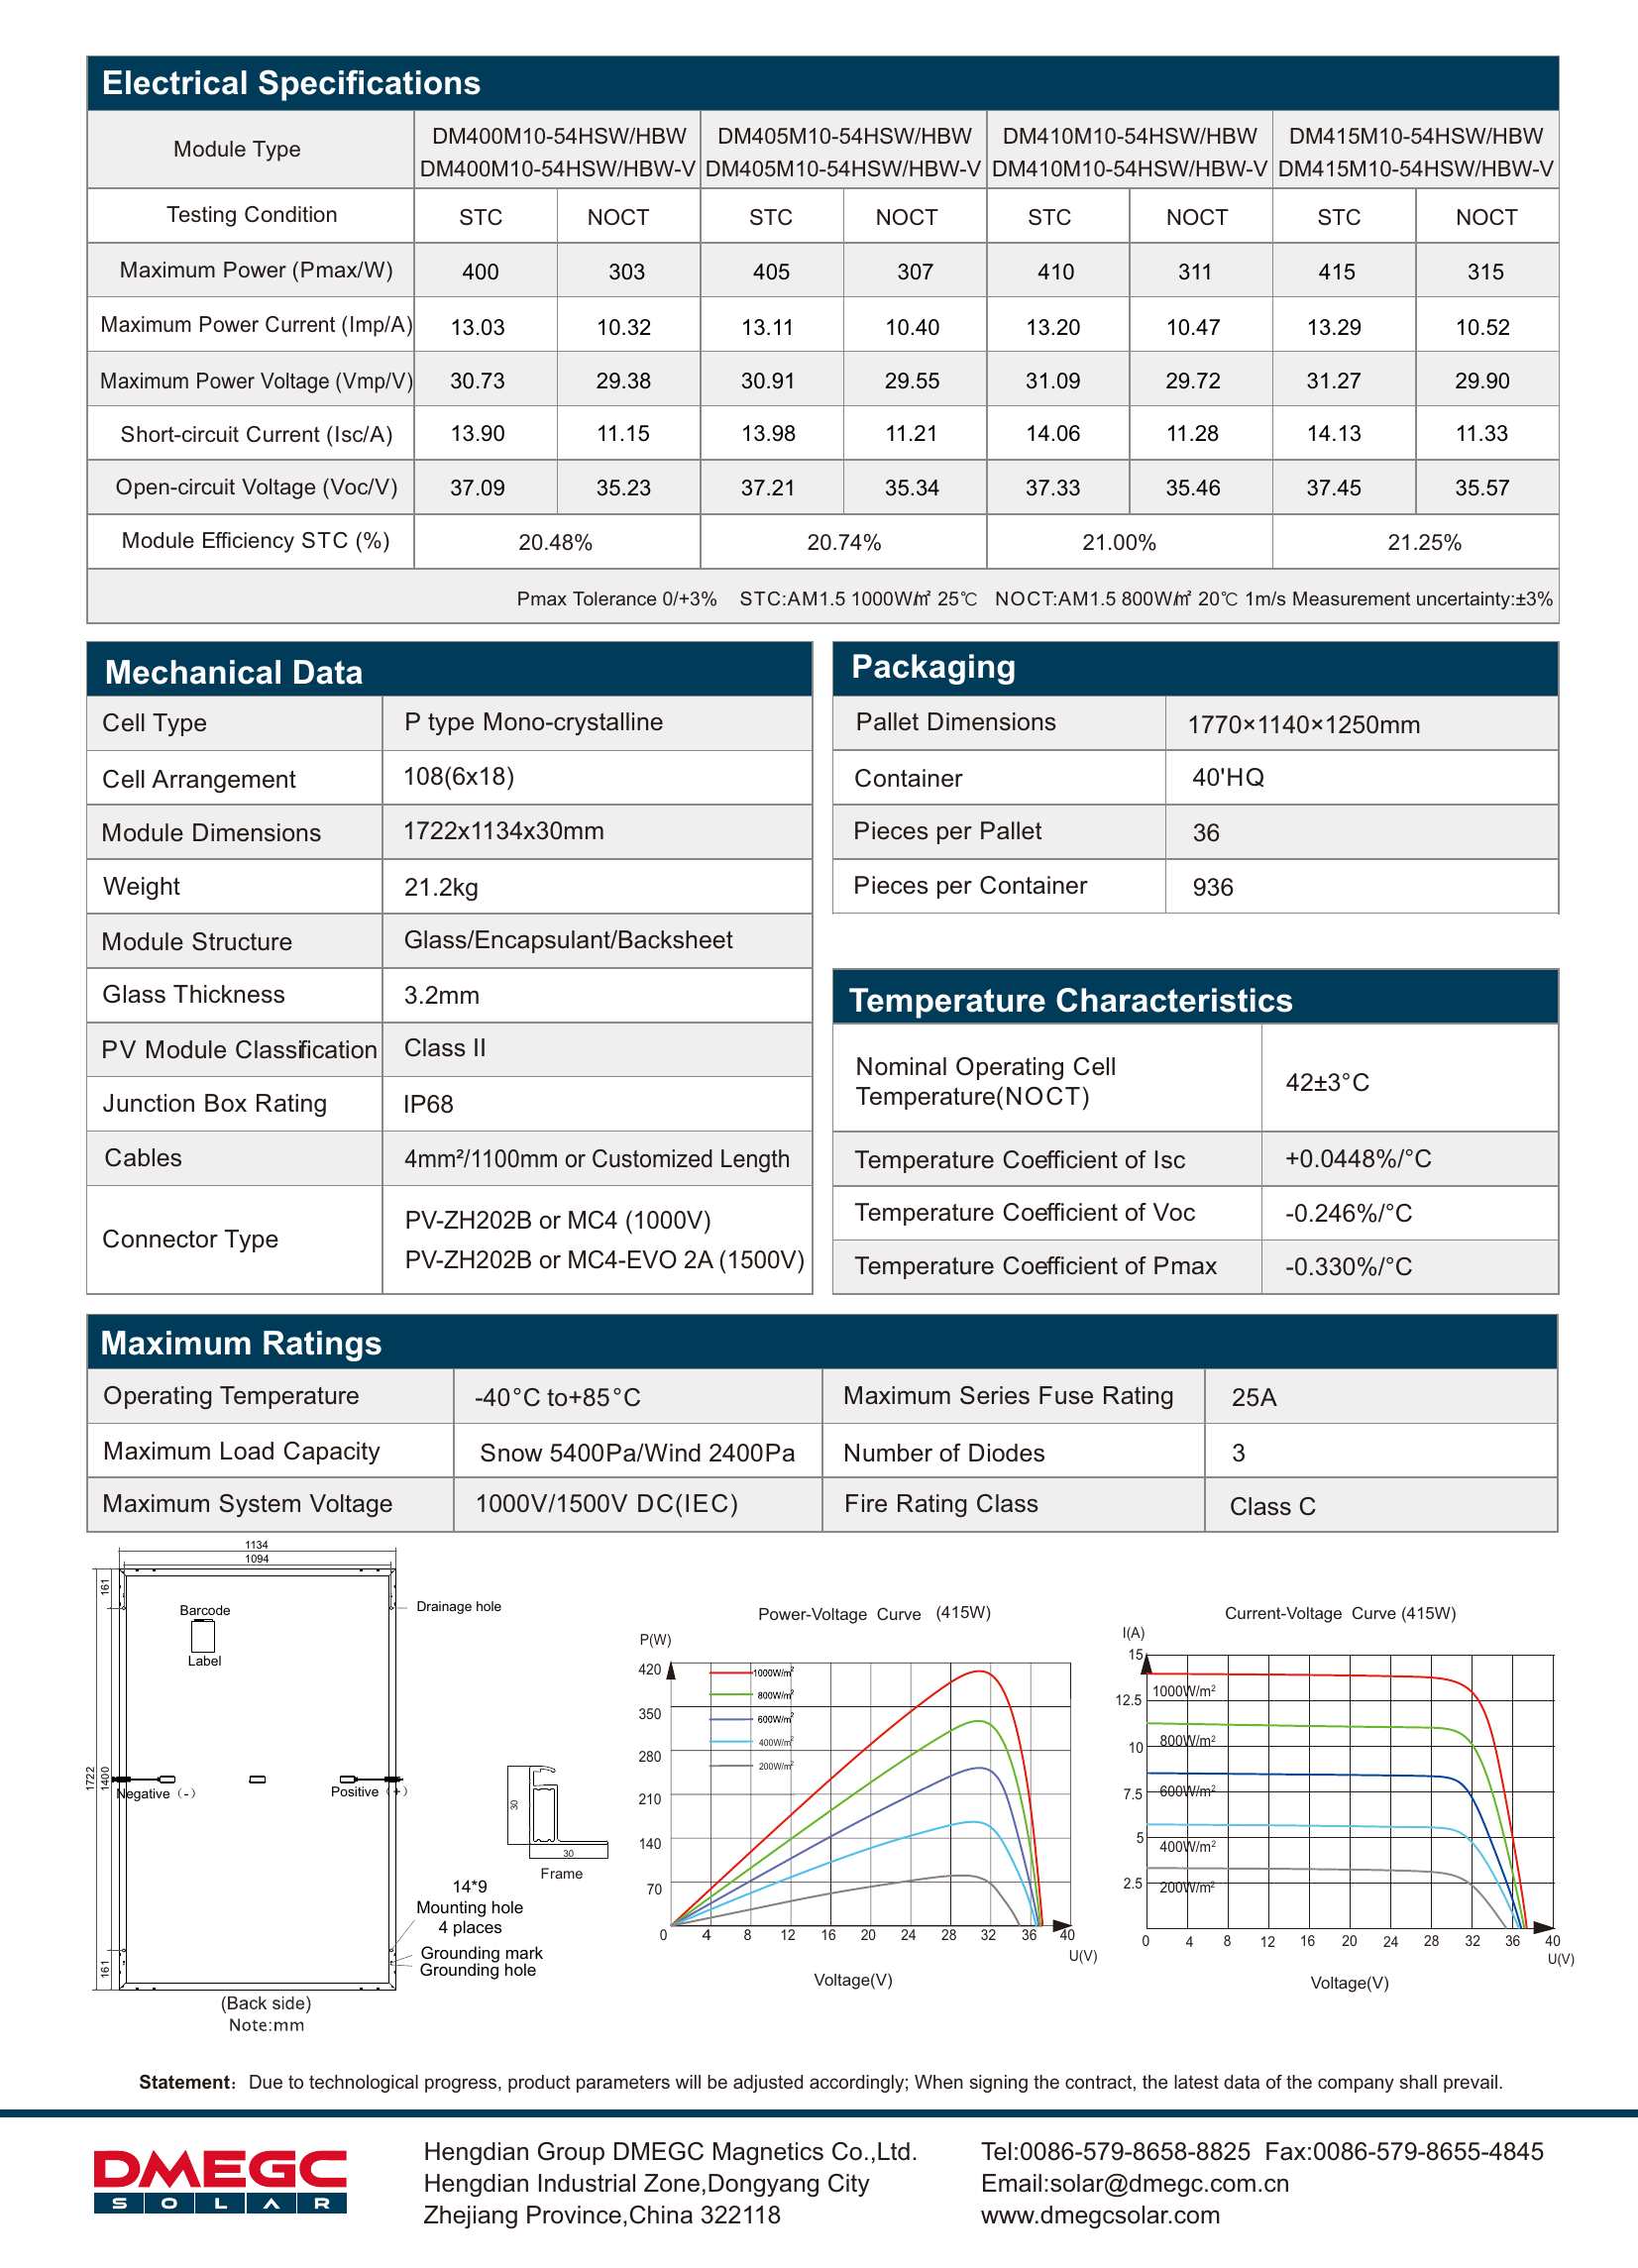 Electrical Specifications
Module Type
DM400M10-54HSW/HBW DM405M10-54HSW/HBW DM410M10-54HSW/HBW DM415M10-54HSW/HBW
DM400M10-54HSW/HBW-V DM405M10-54HSW/HBW-V DM410M10-54HSW/HBW-V DM415M10-54HSW/HBW-V
Testing Condition STC NOCT STC NOCT STC NOCT STC NOCT
Maximum Power (Pmax/W) 400 303 405 307 410 311 415 315
Maximum Power Current (Imp/A) 13.03 10.32 13.11 10.40 13.20 10.47 13.29 10.52
Maximum Power Voltage (Vmp/V) 30.73 29.38 30.91 29.55 31.09 29.72 31.27 29.90
Short-circuit Current (Isc/A) 13.90 11.15 13.98 11.21 14.06 11.28 14.13 11.33
Open-circuit Voltage (Voc/V) 37.09 35.23 37.21 35.34 37.33 35.46 37.45 35.57
Module Efficiency STC (%) 20.48% 20.74% 21.00% 21.25%
Pmax Tolerance 0/+3% STC:AM1.5 1000W/㎡ 25℃ NOCT:AM1.5 800W/㎡ 20℃ 1m/s Measurement uncertainty:±3%
Mechanical Data
Cell Type P type Mono-crystalline
Cell Arrangement 108(6x18)
Module Dimensions 1722x1134x30mm
Weight 21.2kg
Module Structure Glass/Encapsulant/Backsheet
Glass Thickness 3.2mm
PV Module Classification Class II
Junction Box Rating IP68
Cables 4mm²/1100mm or Customized Length
Connector Type
PV-ZH202B or MC4 (1000V)
PV-ZH202B or MC4-EVO 2A (1500V)
Packaging
Pallet Dimensions 1770×1140×1250mm
Container 40'HQ
Pieces per Pallet 36
Pieces per Container 936
Temperature Characteristics
Nominal Operating Cell
Temperature(NOCT)
42±3°C
Temperature Coefficient of Isc +0.0448%/°C
Temperature Coefficient of Voc -0.246%/°C
Temperature Coefficient of Pmax -0.330%/°C
Maximum Ratings
Operating Temperature -40°C to+85°C Maximum Series Fuse Rating 25A
Maximum Load Capacity Snow 5400Pa/Wind 2400Pa Number of Diodes 3
Maximum System Voltage 1000V/1500V DC(IEC) Fire Rating Class Class C
1134
1094
161
Barcode
Label
Drainage hole
1722
1400
Negative (-)
Positive (+)
30
30
Frame
14*9
Mounting hole
4 places
Grounding mark
Grounding hole
161
(Back side)
Note:mm
Power-Voltage Curve (415W)
P(W)
420
350
280
210
140
70
1000W/m²
800W/m²
600W/m²
400W/m²
200W/m²
0 4 8 12 16 20 24 28 32 36 40
U(V)
Voltage(V)
Current-Voltage Curve (415W)
I(A)
15
12.5
10
7.5
5
2.5
1000W/m²
800W/m²
600W/m²
400W/m²
200W/m²
0 4 8 12 16 20 24 28 32 36 40
U(V)
Voltage(V)
Statement：Due to technological progress, product parameters will be adjusted accordingly; When signing the contract, the latest data of the company shall prevail.
DMEGC
SOLAR
Hengdian Group DMEGC Magnetics Co.,Ltd.
Hengdian Industrial Zone,Dongyang City
Zhejiang Province,China 322118
Tel:0086-579-8658-8825 Fax:0086-579-8655-4845
Email:solar@dmegc.com.cn
www.dmegcsolar.com